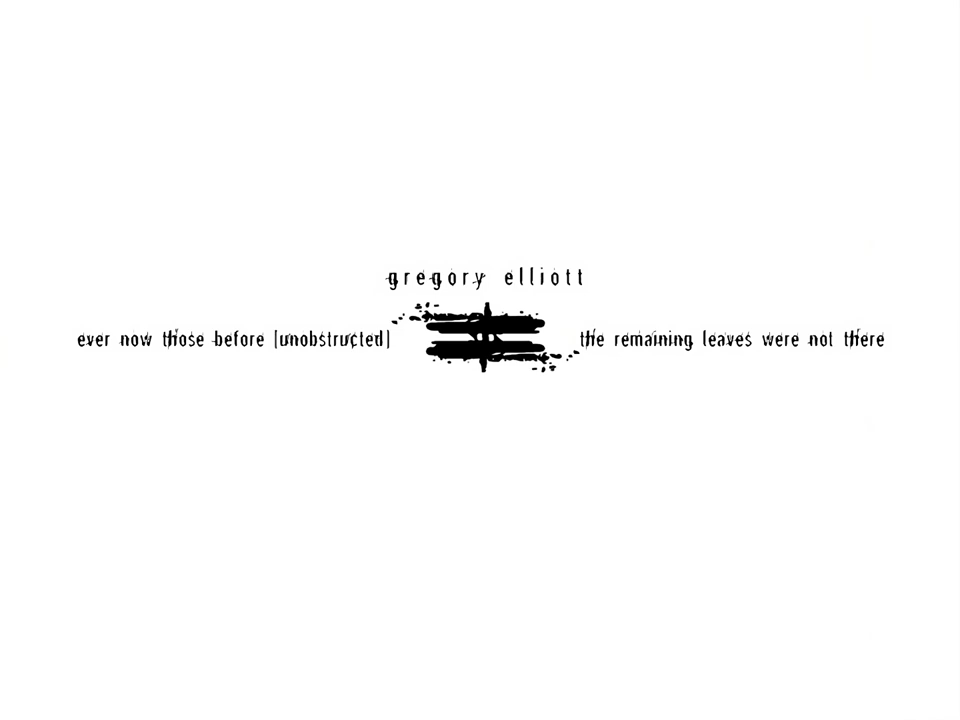 gregory elliott
ever now those before [unobstructed] the remaining leaves were not there